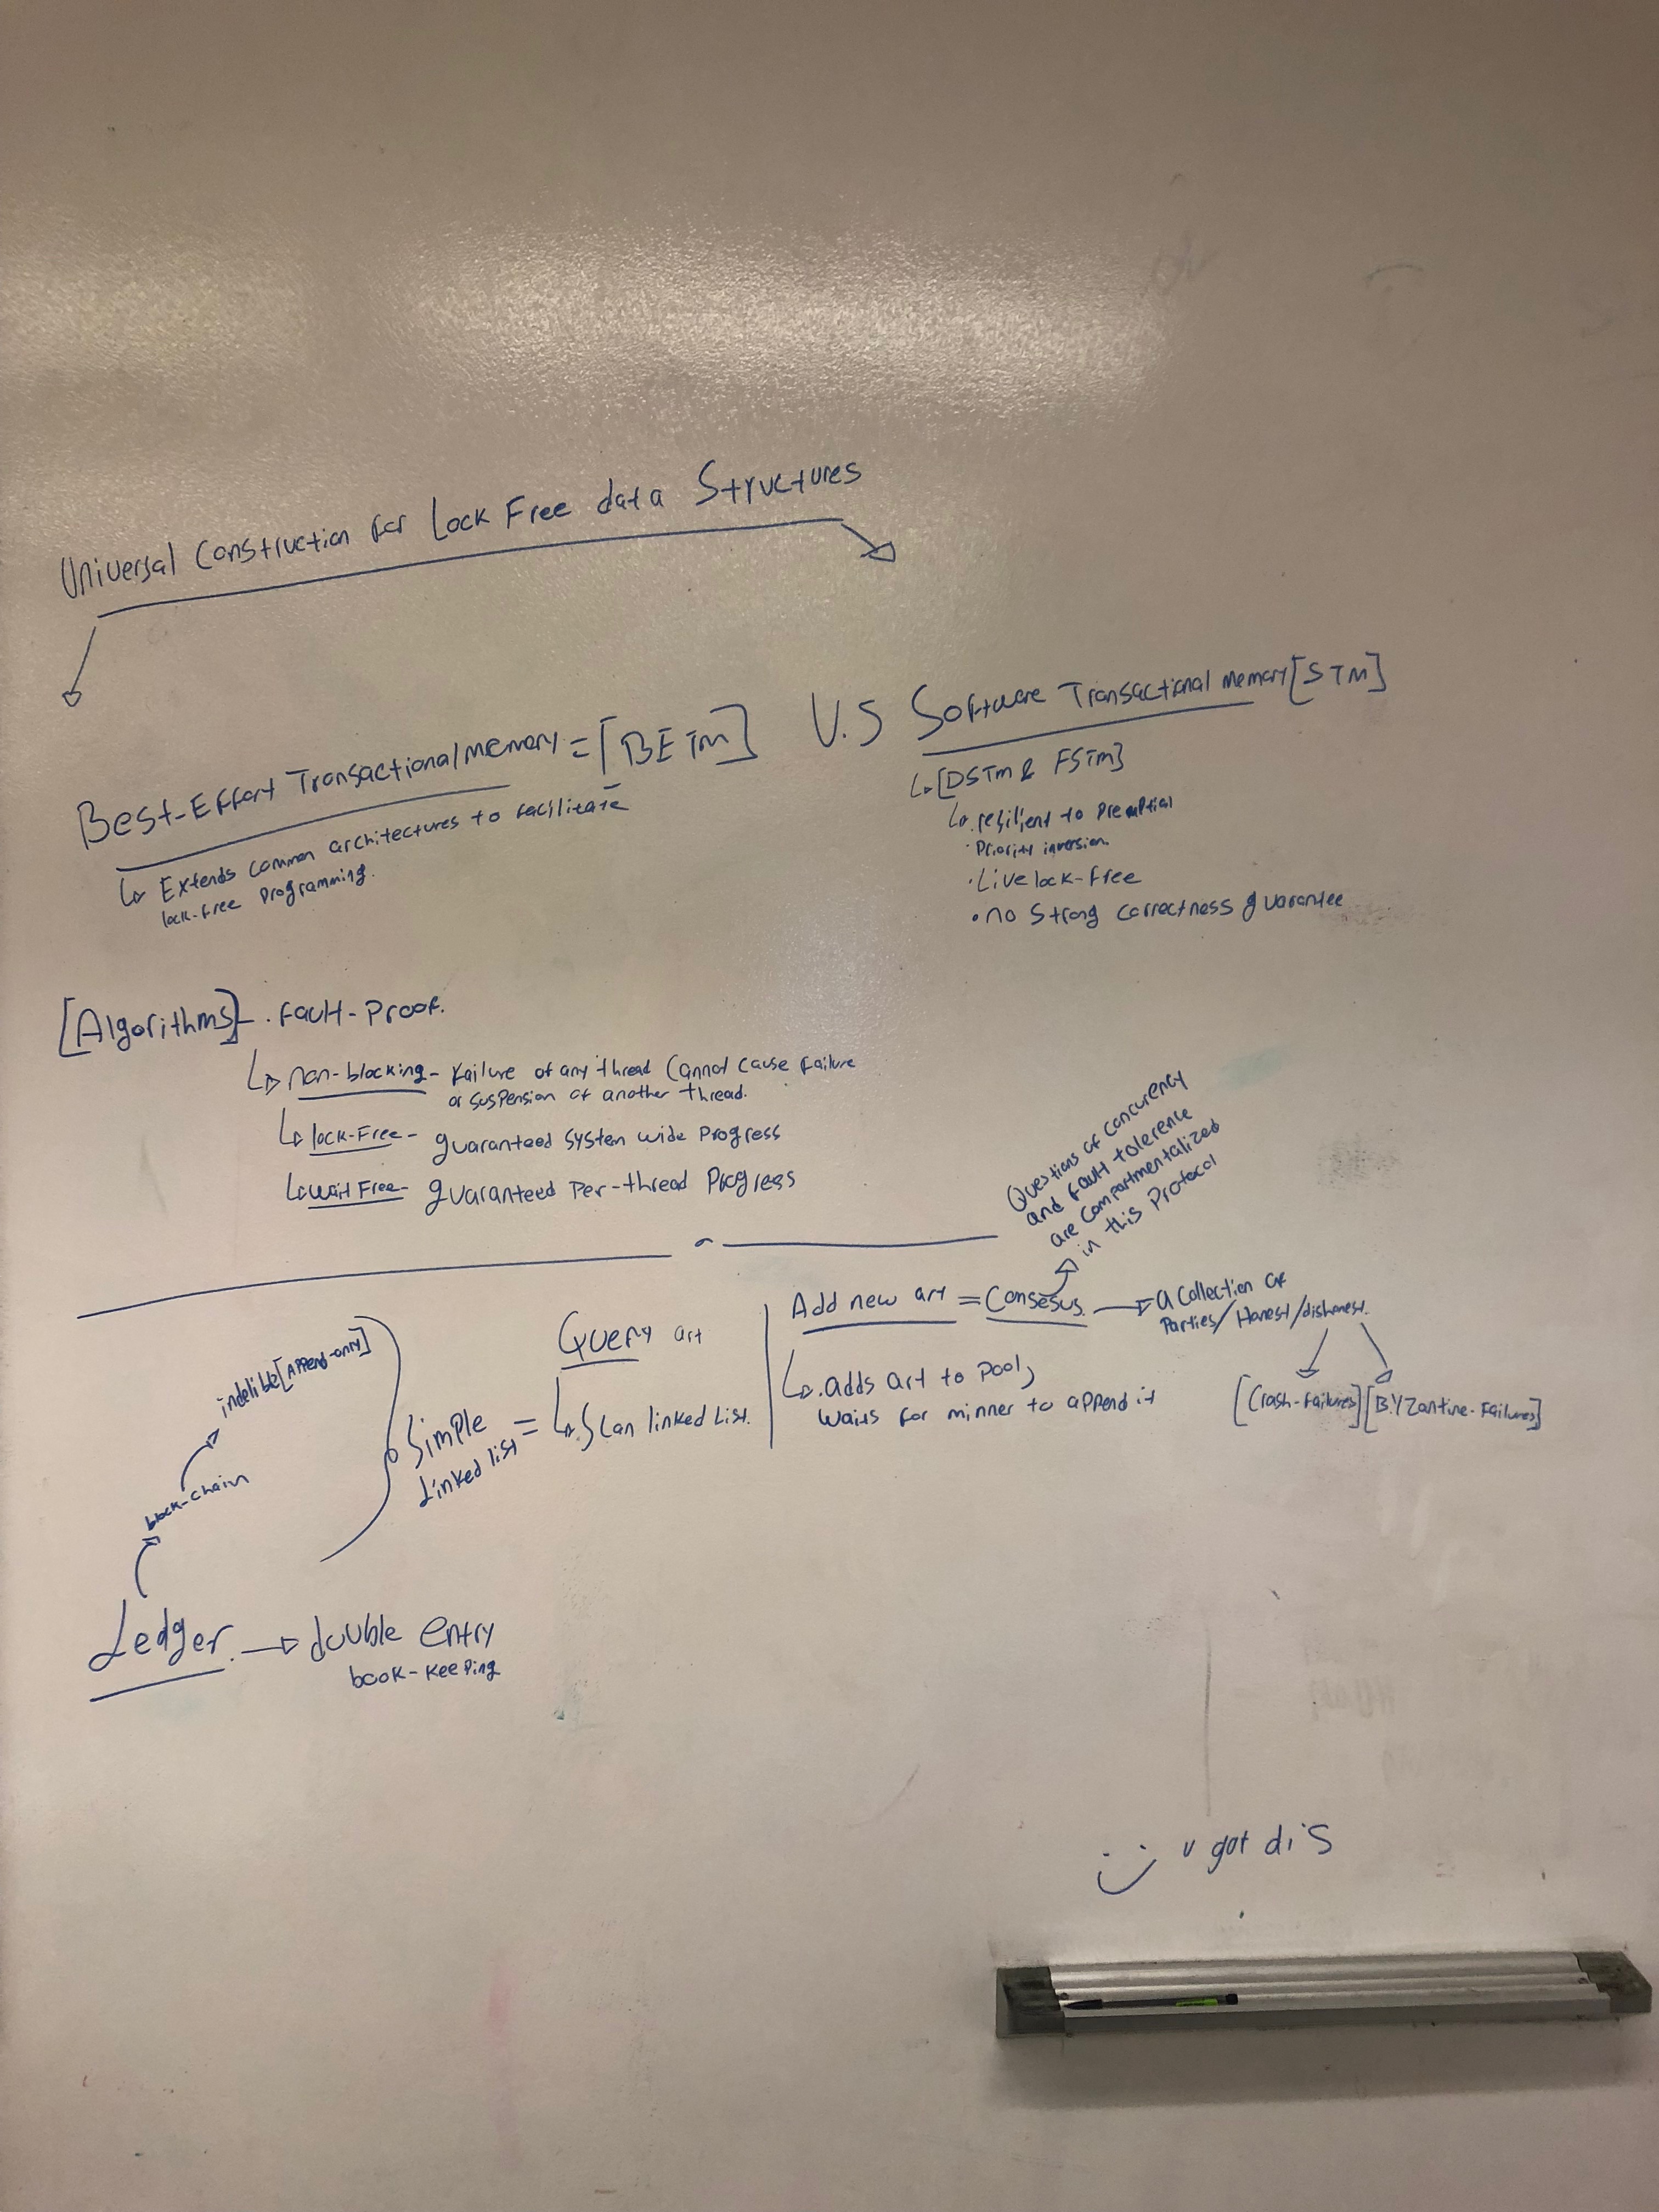 Universal Construction for Lock Free data Structures
Best-Effort Transactional memory = [BETM] V.S Software Transactional memory [STM]
Extends common architectures to facilitate
lock-free programming.
[DSTM & FSTM]
resilient to
Priority inversion.
Livelock-free
no Strong correctness guarantee
[Algorithms] - fault-proof.
non-blocking - failure of any thread cannot cause failure
or suspension of another thread.
lock-free - guaranteed system wide progress
wait free - guaranteed per-thread progress
Questions of concurency
and fault tolerence
are compartmentalized
in this protocol
Add new art = Consesus → a collection of
Parties/ Honest/dishonest.
adds art to pool,
waits for minner to append it
[Crash-failures] [BYZantine-failures]
Query art
Scan linked list.
Simple
Linked list =
indelible [Append-only]
block-chain
Ledger. → double entry
book-keeping
u got dis